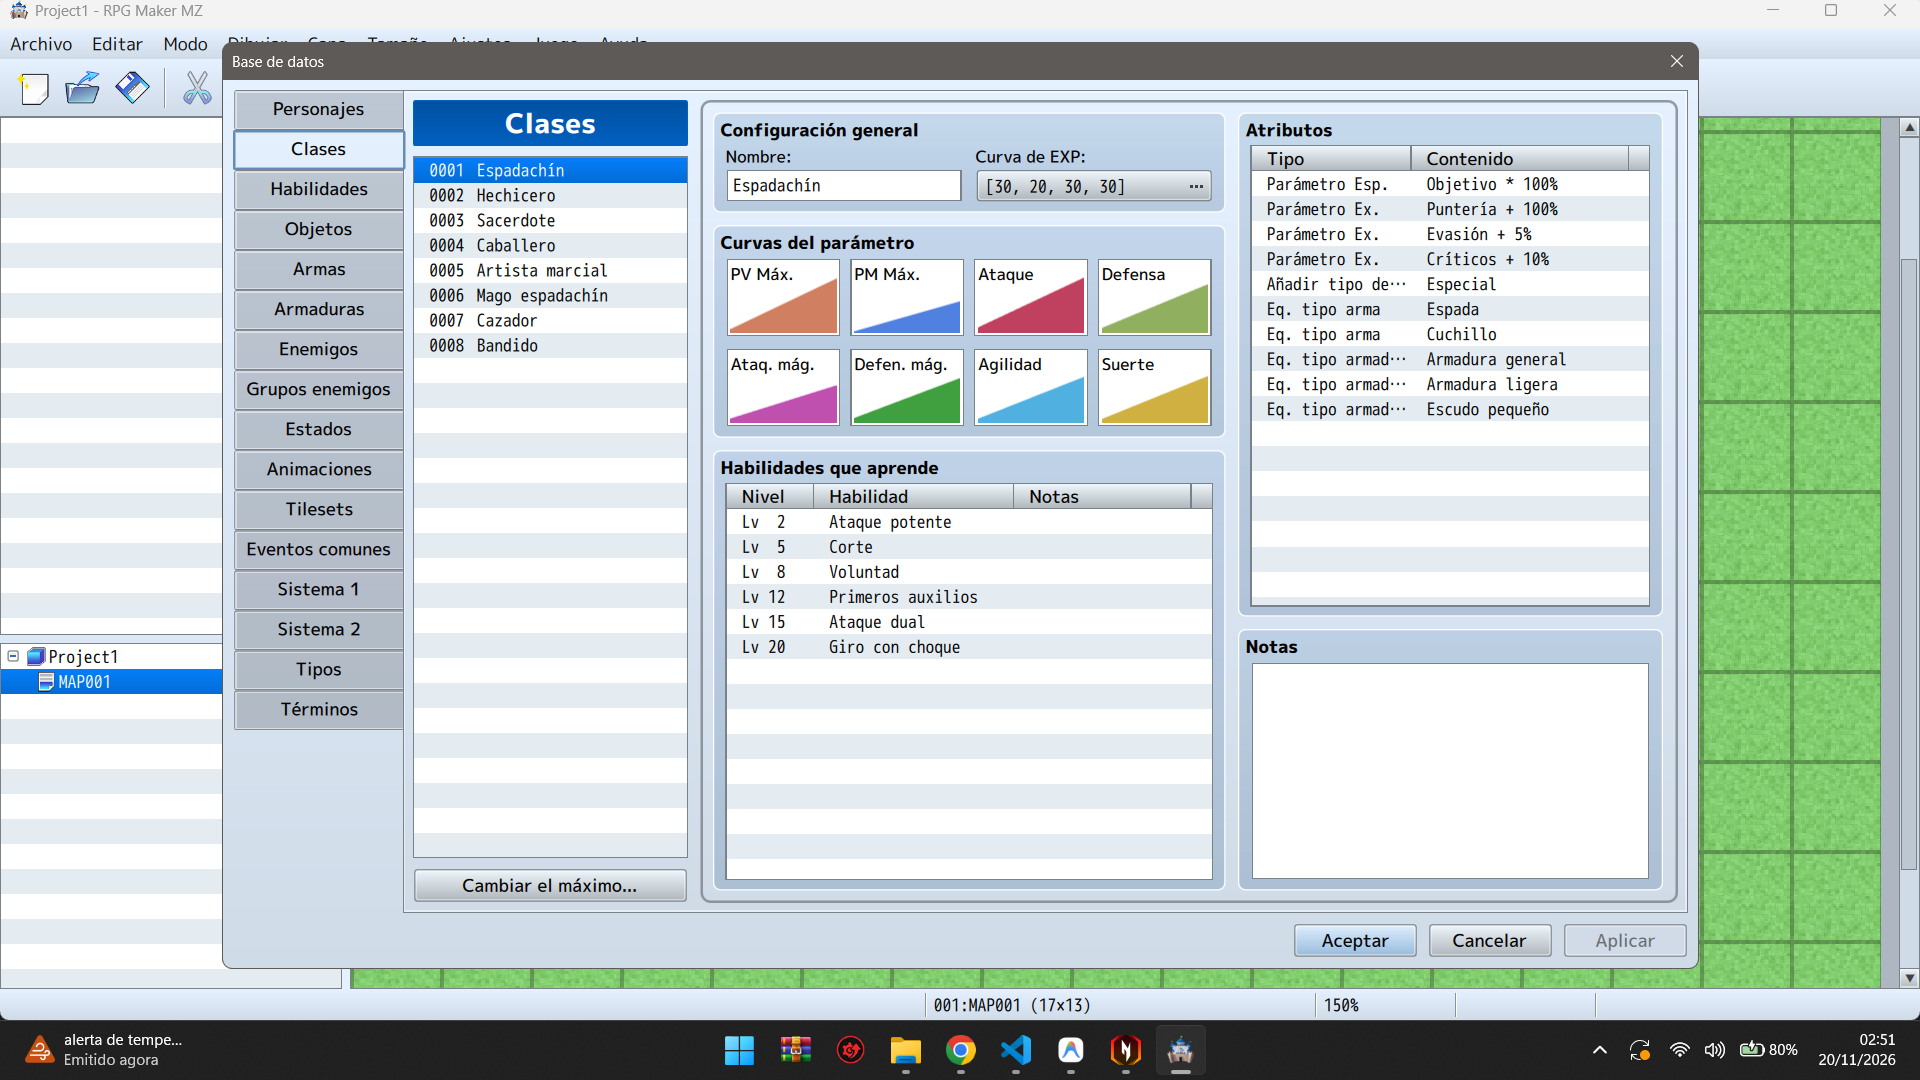 Project1 - RPG Maker MZ
Archivo Editar Modo Dibujar Capa Tamaño Ajustes Juego Ayuda
Base de datos
Personajes
Clases
Habilidades
Objetos
Armas
Armaduras
Enemigos
Grupos enemigos
Estados
Animaciones
Tilesets
Eventos comunes
Sistema 1
Sistema 2
Tipos
Términos
Clases
0001 Espadachín
0002 Hechicero
0003 Sacerdote
0004 Caballero
0005 Artista marcial
0006 Mago espadachín
0007 Cazador
0008 Bandido
Cambiar el máximo...
Configuración general
Nombre: Curva de EXP:
Espadachín [30, 20, 30, 30] ...
Curvas del parámetro
PV Máx. PM Máx. Ataque Defensa
Ataq. mág. Defen. mág. Agilidad Suerte
Habilidades que aprende
Nivel Habilidad Notas
Lv 2 Ataque potente
Lv 5 Corte
Lv 8 Voluntad
Lv 12 Primeros auxilios
Lv 15 Ataque dual
Lv 20 Giro con choque
Atributos
Tipo Contenido
Parámetro Esp. Objetivo * 100%
Parámetro Ex. Puntería + 100%
Parámetro Ex. Evasión + 5%
Parámetro Ex. Críticos + 10%
Añadir tipo de··· Especial
Eq. tipo arma Espada
Eq. tipo arma Cuchillo
Eq. tipo armad··· Armadura general
Eq. tipo armad··· Armadura ligera
Eq. tipo armad··· Escudo pequeño
Notas
Aceptar Cancelar Aplicar
Project1
MAP001
001:MAP001 (17×13) 150%
alerta de tempe...
Emitido agora
80%
02:51
20/11/2026